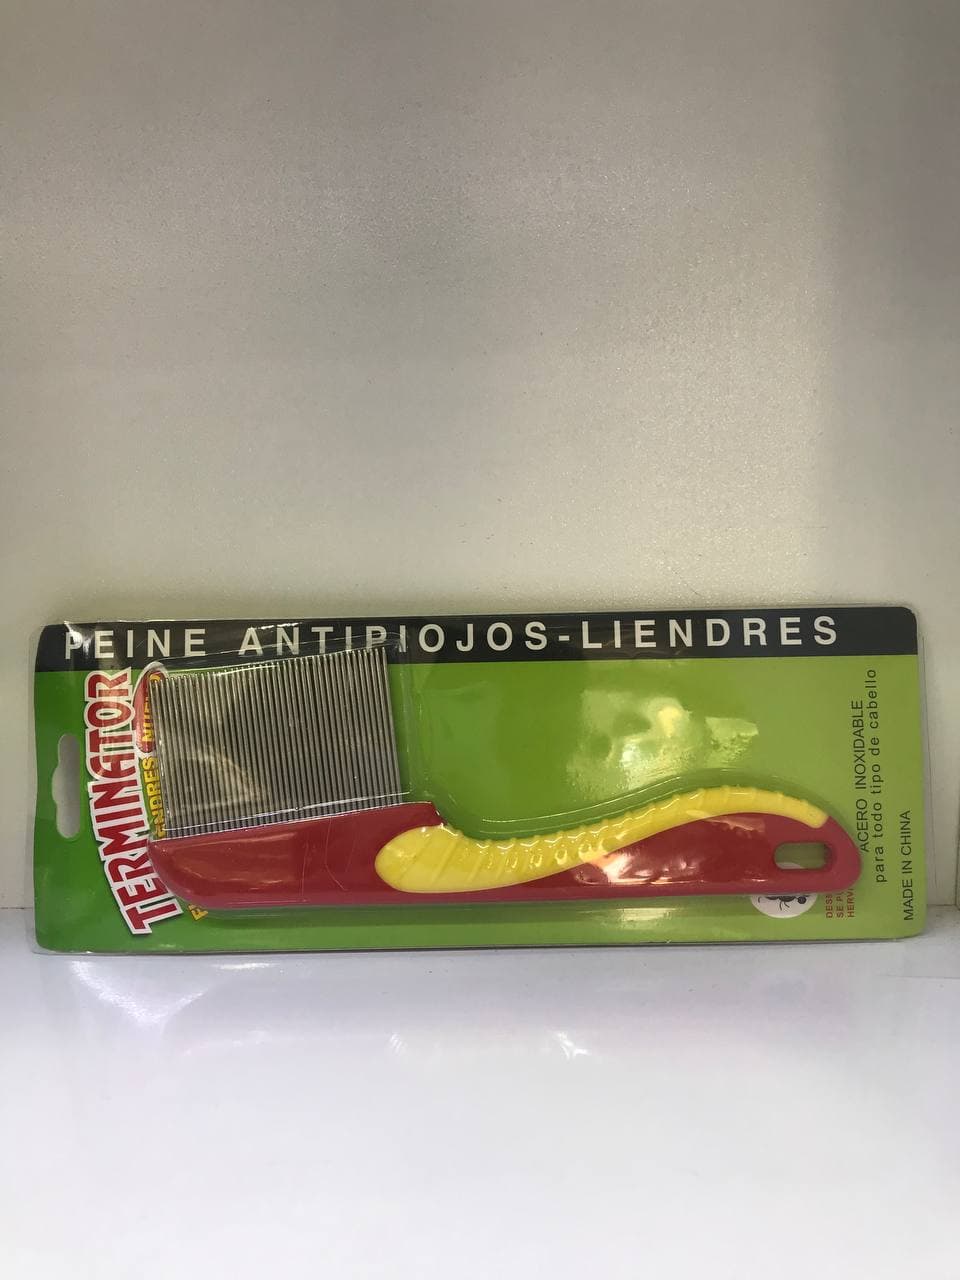 PEINE ANTIPIOJOS-LIENDRES
TERMINATOR
ACERO INOXIDABLE
para todo tipo de cabello
MADE IN CHINA